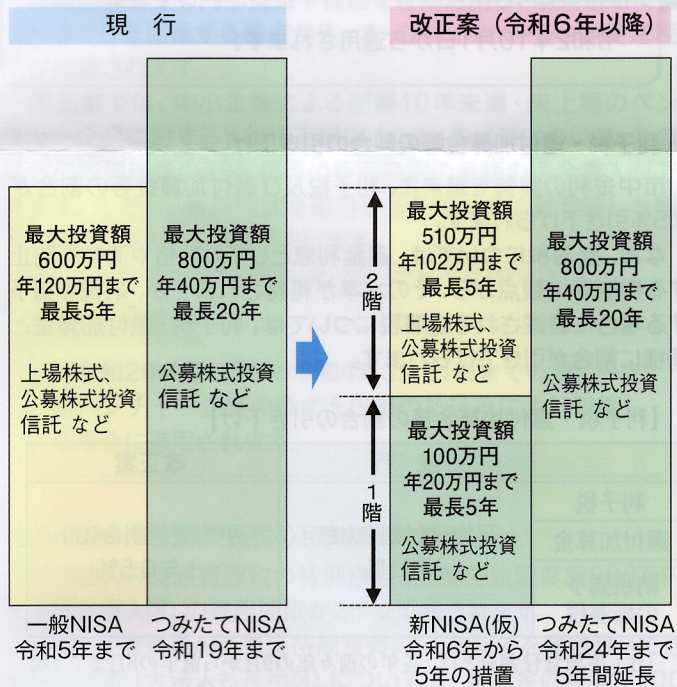 現行
改正案（令和6年以降）
最大投資額
600万円
年120万円まで
最長5年
上場株式、
公募株式投資
信託 など
最大投資額
800万円
年40万円まで
最長20年
公募株式投資
信託 など
2階
1階
最大投資額
510万円
年102万円まで
最長5年
上場株式、
公募株式投資
信託 など
最大投資額
100万円
年20万円まで
最長5年
公募株式投資
信託 など
最大投資額
800万円
年40万円まで
最長20年
公募株式投資
信託 など
一般NISA
令和5年まで
つみたてNISA
令和19年まで
新NISA(仮)
令和6年から
5年の措置
つみたてNISA
令和24年まで
5年間延長